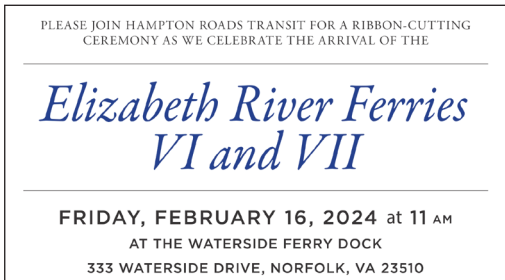 PLEASE JOIN HAMPTON ROADS TRANSIT FOR A RIBBON-CUTTING
CEREMONY AS WE CELEBRATE THE ARRIVAL OF THE
Elizabeth River Ferries
VI and VII
FRIDAY, FEBRUARY 16, 2024 at 11 AM
AT THE WATERSIDE FERRY DOCK
333 WATERSIDE DRIVE, NORFOLK, VA 23510